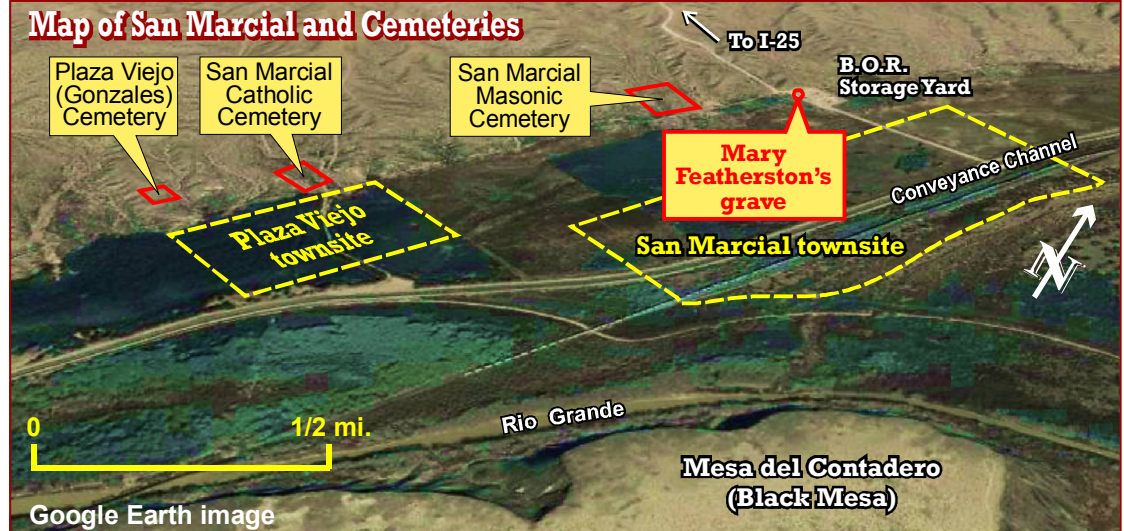 Map of San Marcial and Cemeteries
To I-25
B.O.R.
Storage Yard
Plaza Viejo
(Gonzales)
Cemetery
San Marcial
Catholic
Cemetery
San Marcial
Masonic
Cemetery
Mary
Featherston's
grave
Conveyance Channel
Plaza Viejo
townsite
San Marcial townsite
N
Rio Grande
0 1/2 mi.
Mesa del Contadero
(Black Mesa)
Google Earth image